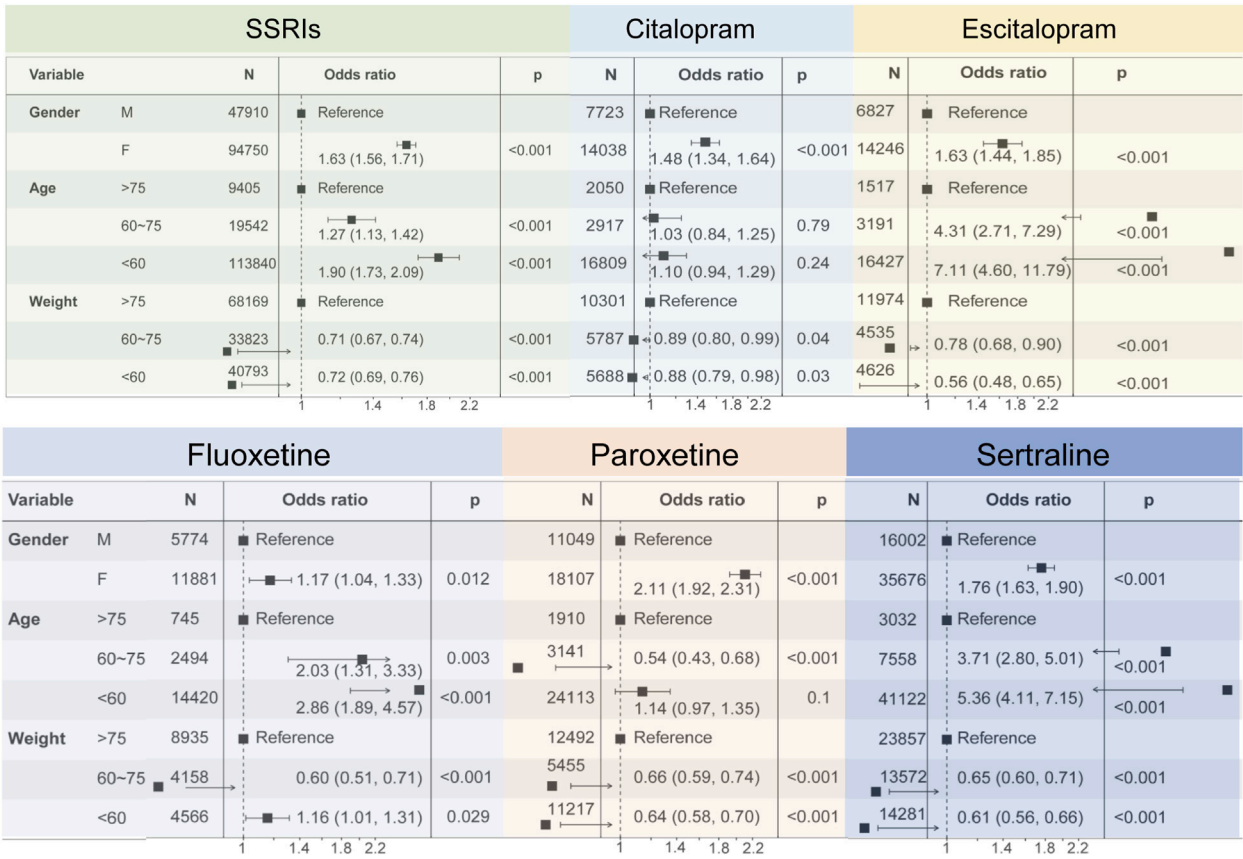 SSRIs Citalopram Escitalopram
Variable N Odds ratio p N Odds ratio p N Odds ratio p
Gender M 47910 Reference 7723 Reference 6827 Reference
F 94750 1.63 (1.56, 1.71) <0.001 14038 1.48 (1.34, 1.64) <0.001 14246 1.63 (1.44, 1.85) <0.001
Age >75 9405 Reference 2050 Reference 1517 Reference
60~75 19542 1.27 (1.13, 1.42) <0.001 2917 1.03 (0.84, 1.25) 0.79 3191 4.31 (2.71, 7.29) <0.001
<60 113840 1.90 (1.73, 2.09) <0.001 16809 1.10 (0.94, 1.29) 0.24 16427 7.11 (4.60, 11.79) <0.001
Weight >75 68169 Reference 10301 Reference 11974 Reference
60~75 33823 0.71 (0.67, 0.74) <0.001 5787 0.89 (0.80, 0.99) 0.04 4535 0.78 (0.68, 0.90) <0.001
<60 40793 0.72 (0.69, 0.76) <0.001 5688 0.88 (0.79, 0.98) 0.03 4626 0.56 (0.48, 0.65) <0.001
1 1.4 1.8 2.2 1 1.4 1.8 2.2 1 1.4 1.8 2.2
Fluoxetine Paroxetine Sertraline
Variable N Odds ratio p N Odds ratio p N Odds ratio p
Gender M 5774 Reference 11049 Reference 16002 Reference
F 11881 1.17 (1.04, 1.33) 0.012 18107 2.11 (1.92, 2.31) <0.001 35676 1.76 (1.63, 1.90) <0.001
Age >75 745 Reference 1910 Reference 3032 Reference
60~75 2494 2.03 (1.31, 3.33) 0.003 3141 0.54 (0.43, 0.68) <0.001 7558 3.71 (2.80, 5.01) <0.001
<60 14420 2.86 (1.89, 4.57) <0.001 24113 1.14 (0.97, 1.35) 0.1 41122 5.36 (4.11, 7.15) <0.001
Weight >75 8935 Reference 12492 Reference 23857 Reference
60~75 4158 0.60 (0.51, 0.71) <0.001 5455 0.66 (0.59, 0.74) <0.001 13572 0.65 (0.60, 0.71) <0.001
<60 4566 1.16 (1.01, 1.31) 0.029 11217 0.64 (0.58, 0.70) <0.001 14281 0.61 (0.56, 0.66) <0.001
1 1.4 1.8 2.2 1 1.4 1.8 2.2 1 1.4 1.8 2.2